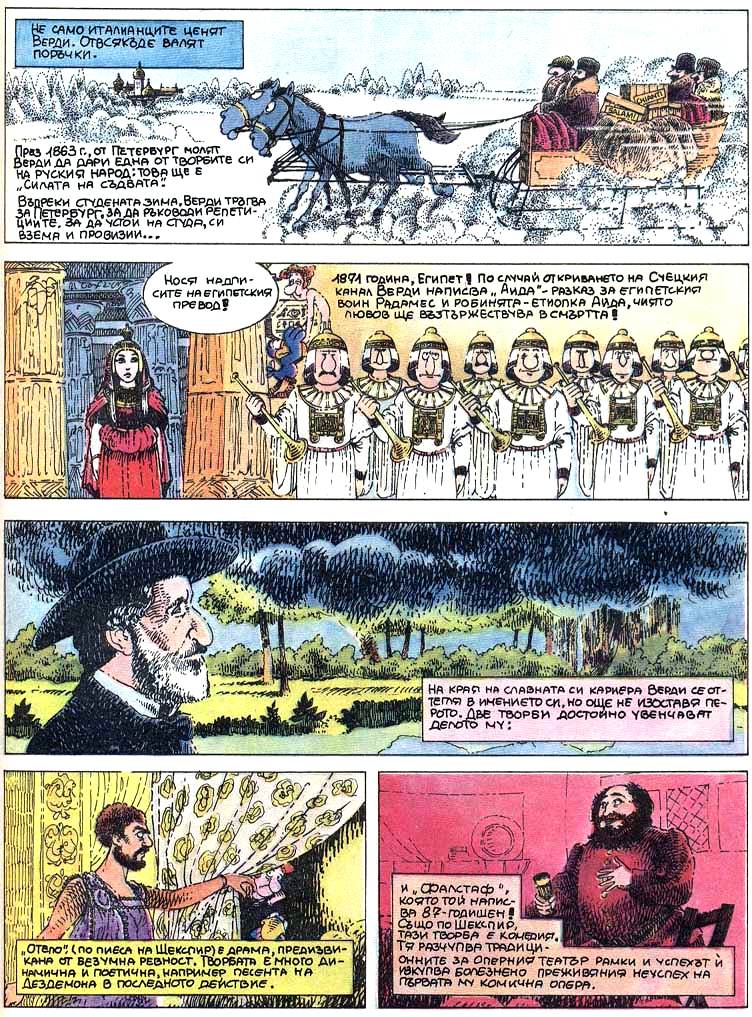 НЕ САМО ИТАЛИАНЦИТЕ ЦЕНЯТ
ВЕРДИ. ОТВСЯКЪДЕ ВАЛЯТ
ПОРЪЧКИ.
ПРЕЗ 1863 Г., ОТ ПЕТЕРБУРГ МОЛЯТ
ВЕРДИ ДА ДАРИ ЕДНА ОТ ТВОРБИТЕ СИ
НА РУСКИЯ НАРОД: ТОВА ЩЕ Е
„СИЛАТА НА СЪДБАТА".
ВЪПРЕКИ СТУДЕНАТА ЗИМА, ВЕРДИ ТРЪГВА
ЗА ПЕТЕРБУРГ, ЗА ДА РЪКОВОДИ РЕПЕТИ-
ЦИИТЕ. ЗА ДА УСТОИ НА СТУДА, СИ
ВЗЕМА И ПРОВИЗИИ...
НОСЯ НАДПИ-
СИТЕ НА ЕГИПЕТСКИЯ
ПРЕВОД!
1871 ГОДИНА, ЕГИПЕТ! ПО СЛУЧАЙ ОТКРИВАНЕТО НА СУЕЦКИЯ
КАНАЛ ВЕРДИ НАПИСВА „АИДА"- РАЗКАЗ ЗА ЕГИПЕТСКИЯ
ВОИН РАДАМЕС И РОБИНЯТА-ЕТИОПКА АИДА, ЧИЯТО
ЛЮБОВ ЩЕ ВЪЗТЪРЖЕСТВУВА В СМЪРТТА!
НА КРАЯ НА СЛАВНАТА СИ КАРИЕРА ВЕРДИ СЕ ОТ-
ТЕГЛЯ В ИМЕНИЕТО СИ, НО ОЩЕ НЕ ИЗОСТАВЯ ПЕ-
РОТО. ДВЕ ТВОРБИ ДОСТОЙНО УВЕНЧАВАТ
ДЕЛОТО МУ:
„ОТЕЛО" (ПО ПИЕСА НА ШЕКСПИР) Е ДРАМА, ПРЕДИЗВИ-
КАНА ОТ БЕЗУМНА РЕВНОСТ. ТВОРБАТА Е МНОГО ДИ-
НАМИЧНА И ПОЕТИЧНА, НАПРИМЕР ПЕСЕНТА НА
ДЕЗДЕМОНА В ПОСЛЕДНОТО ДЕЙСТВИЕ.
И „ФАЛСТАФ",
КОЯТО ТОЙ НАПИС-
ВА 87-ГОДИШЕН!
СЪЩО ПО ШЕКСПИР,
ТАЗИ ТВОРБА Е КОМЕДИЯ.
ТЯ РАЗЧУПВА ТРАДИЦИ-
ОННИТЕ ЗА ОПЕРНИЯ ТЕАТЪР РАМКИ И УСПЕХЪТ Ѝ
ИЗКУПВА БОЛЕЗНЕНО ПРЕЖИВЯНИЯ НЕУСПЕХ НА
ПЪРВАТА МУ КОМИЧНА ОПЕРА.